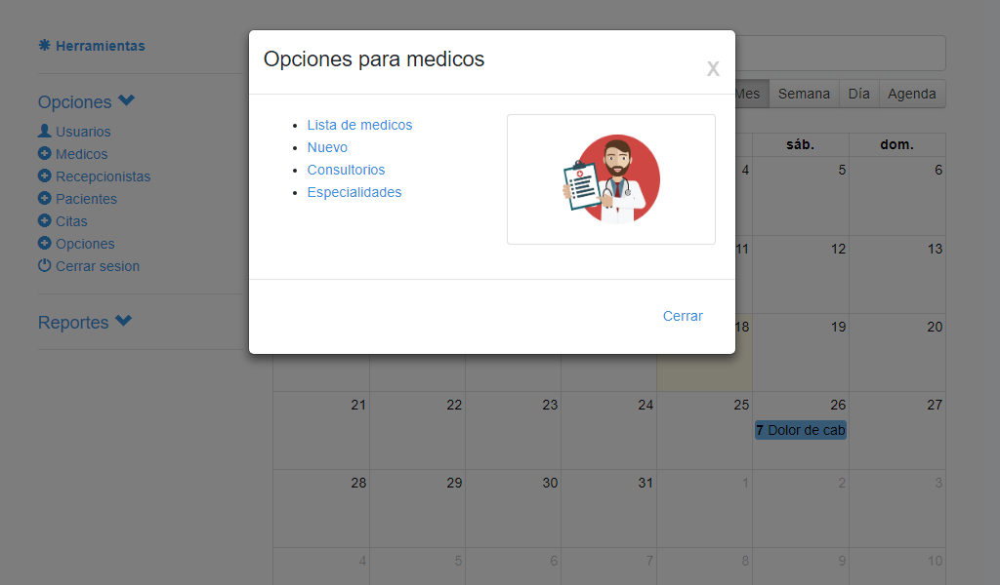 Herramientas
Opciones
Usuarios
Medicos
Recepcionistas
Pacientes
Citas
Opciones
Cerrar sesion
Reportes
Opciones para medicos
X
Lista de medicos
Nuevo
Consultorios
Especialidades
Cerrar
Mes Semana Día Agenda
sáb. dom.
4 5 6
11 12 13
18 19 20
21 22 23 24 25 26 27
7 Dolor de cab
28 29 30 31 1 2 3
4 5 6 7 8 9 10